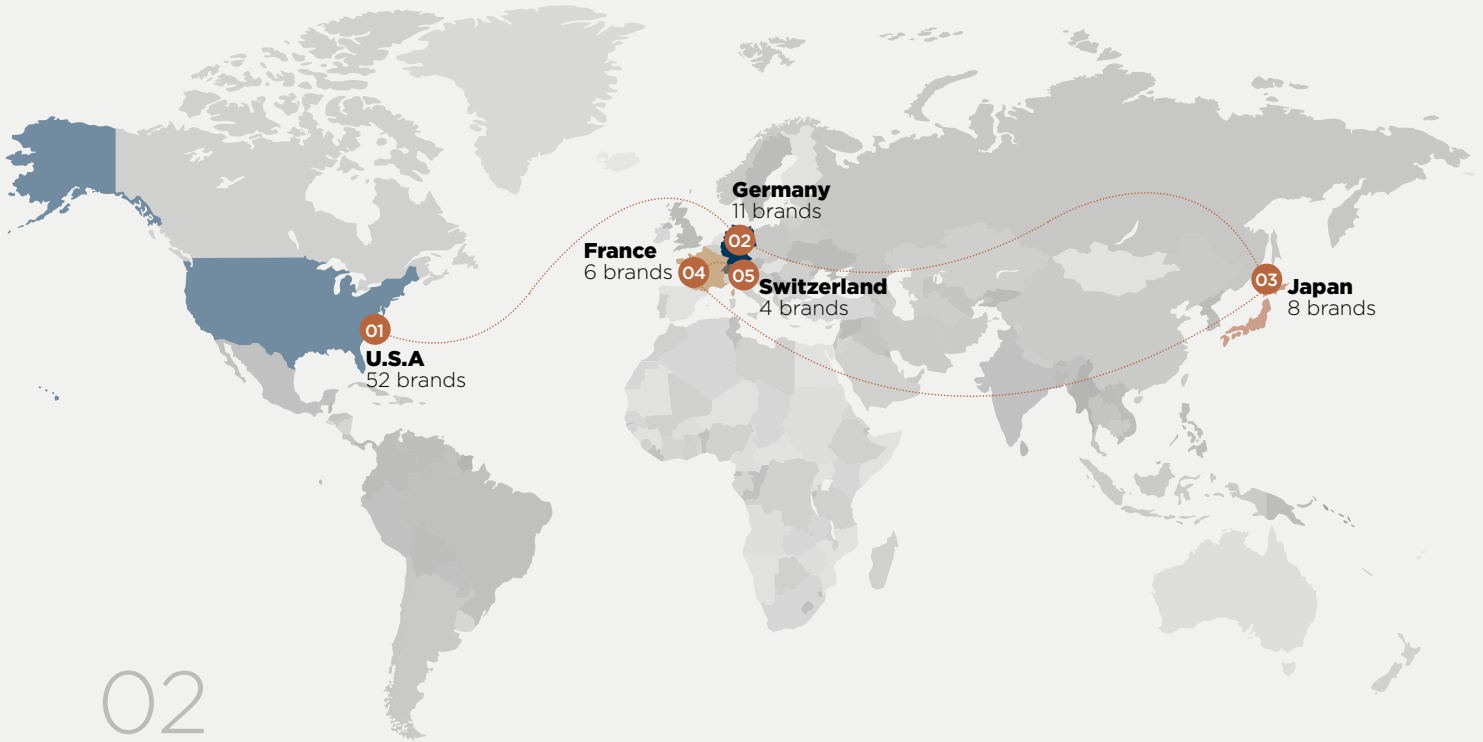 Germany
11 brands
02
France
6 brands
04
05
Switzerland
4 brands
03
Japan
8 brands
01
U.S.A
52 brands
02